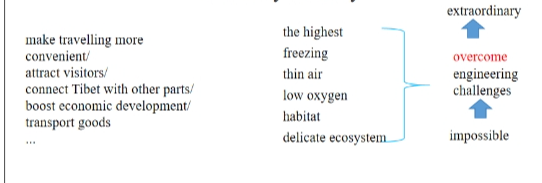 make travelling more
convenient/
attract visitors/
connect Tibet with other parts/
boost economic development/
transport goods
...
the highest
freezing
thin air
low oxygen
habitat
delicate ecosystem
extraordinary
overcome
engineering
challenges
impossible